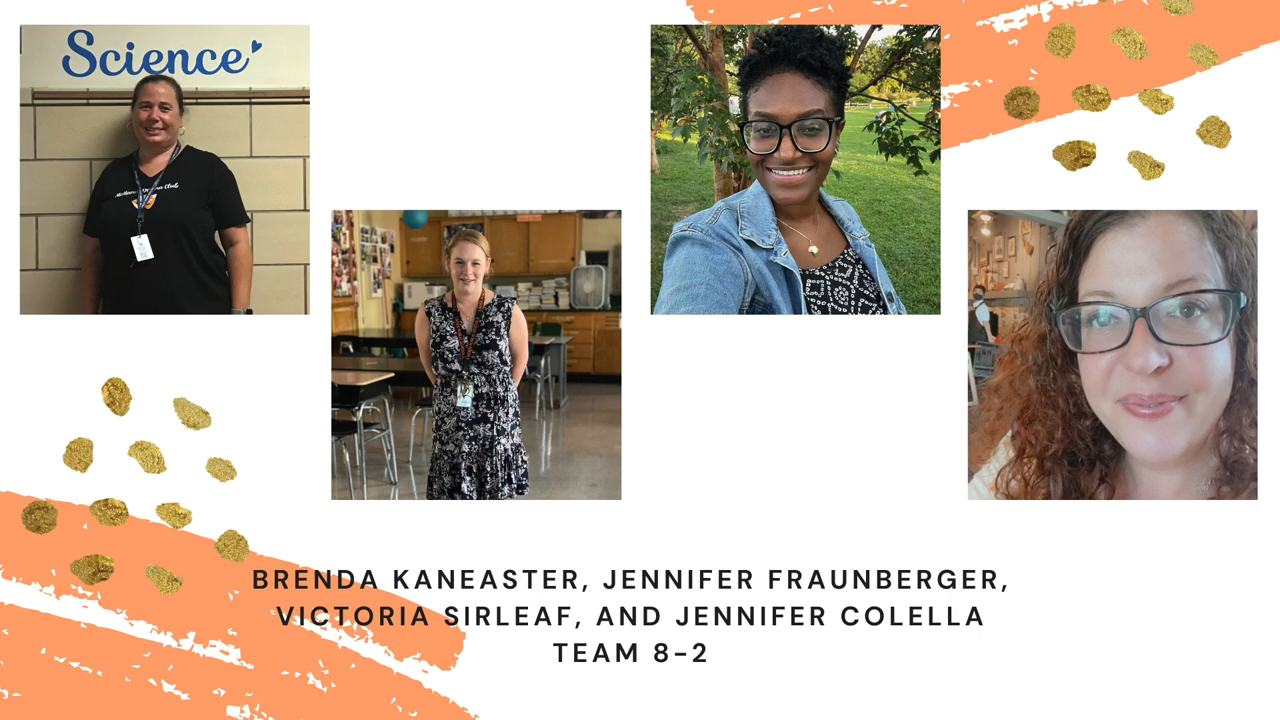 Science
BRENDA KANEASTER, JENNIFER FRAUNBERGER,
VICTORIA SIRLEAF, AND JENNIFER COLELLA
TEAM 8-2